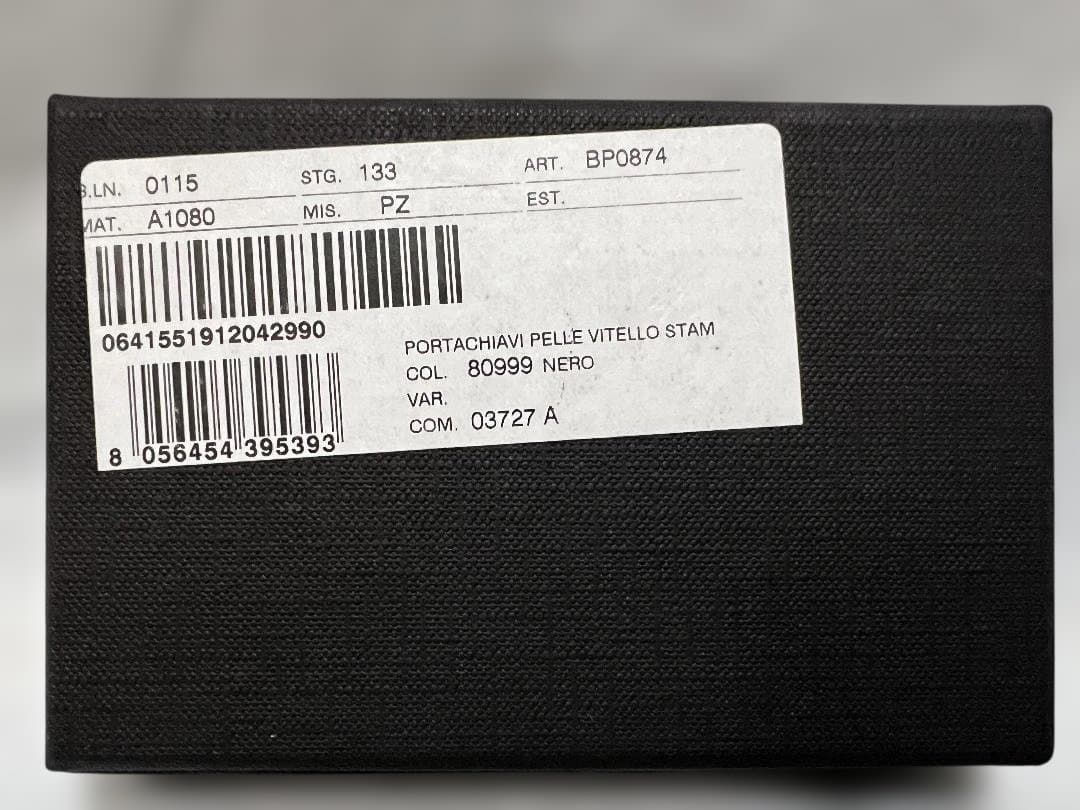 B.LN. 0115 STG. 133 ART. BP0874
MAT. A1080 MIS. PZ EST.
0641551912042990
PORTACHIAVI PELLE VITELLO STAM
COL. 80999 NERO
VAR.
COM. 03727 A
8 056454 395393